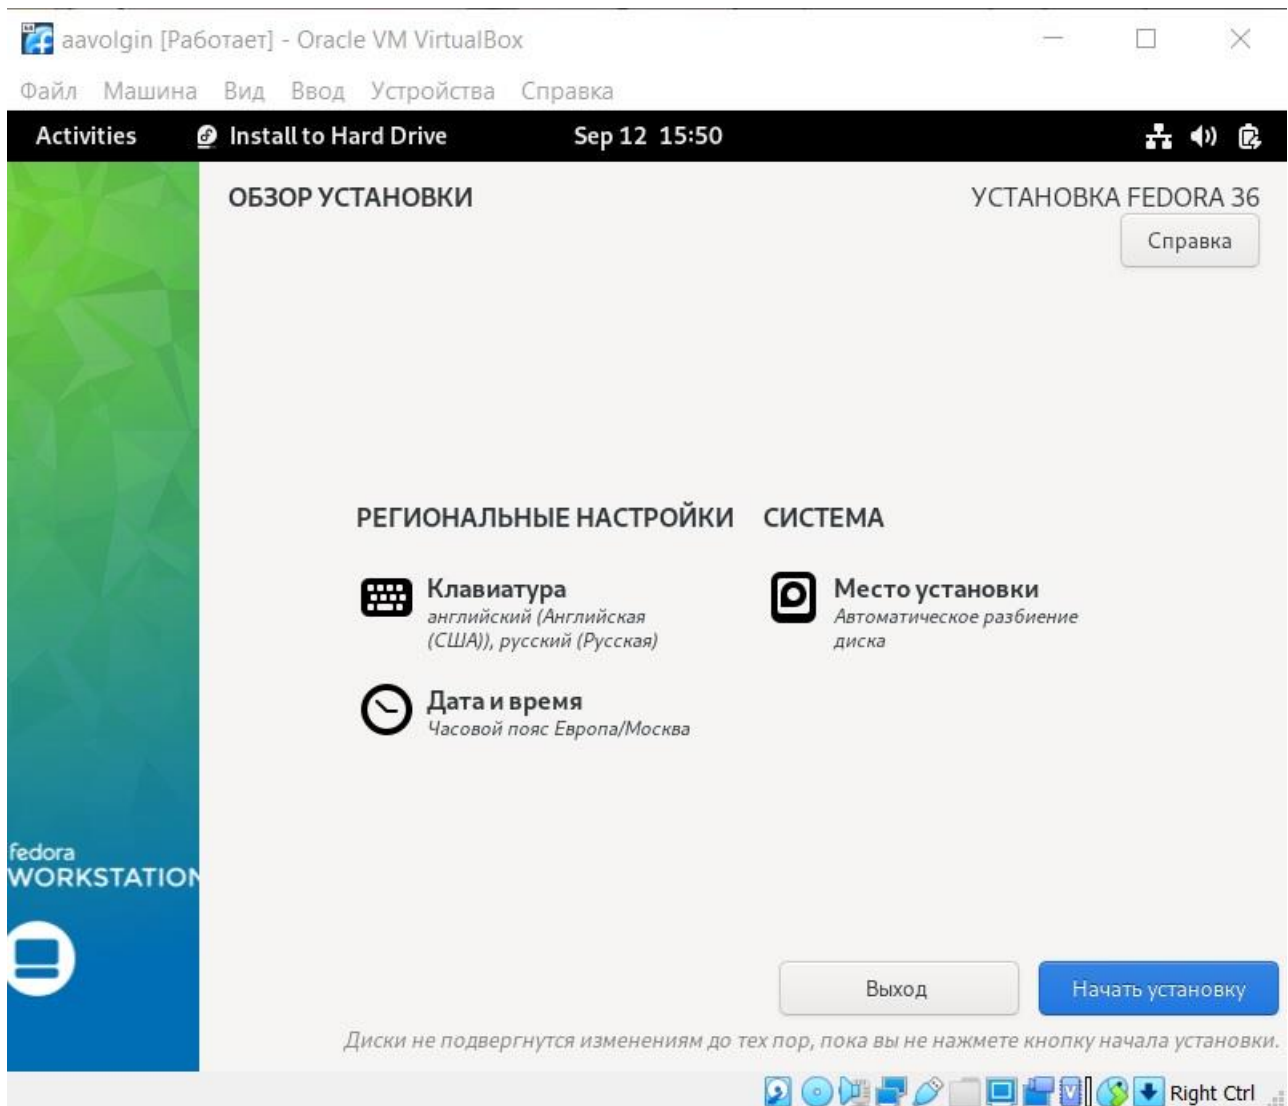 aavolgin [Работает] - Oracle VM VirtualBox
Файл Машина Вид Ввод Устройства Справка
Activities Install to Hard Drive Sep 12 15:50
ОБЗОР УСТАНОВКИ УСТАНОВКА FEDORA 36
Справка
РЕГИОНАЛЬНЫЕ НАСТРОЙКИ СИСТЕМА
Клавиатура
английский (Английская
(США)), русский (Русская)
Место установки
Автоматическое разбиение
диска
Дата и время
Часовой пояс Европа/Москва
fedora
WORKSTATION
Выход Начать установку
Диски не подвергнутся изменениям до тех пор, пока вы не нажмете кнопку начала установки.
Right Ctrl